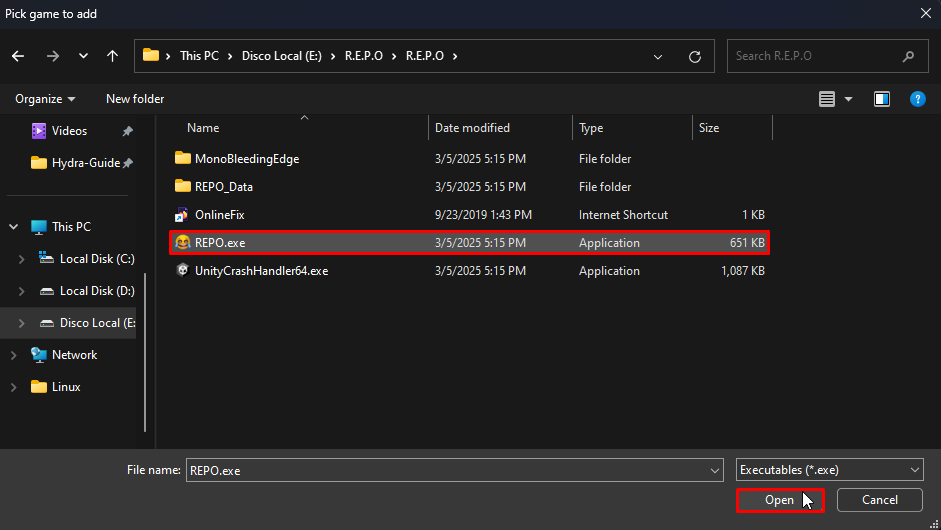 Pick game to add
This PC > Disco Local (E:) > R.E.P.O > R.E.P.O >
Search R.E.P.O
Organize
New folder
Videos
Hydra-Guide
This PC
Local Disk (C:)
Local Disk (D:)
Disco Local (E:
Network
Linux
Name Date modified Type Size
MonoBleedingEdge 3/5/2025 5:15 PM File folder
REPO_Data 3/5/2025 5:15 PM File folder
OnlineFix 9/23/2019 1:43 PM Internet Shortcut 1 KB
REPO.exe 3/5/2025 5:15 PM Application 651 KB
UnityCrashHandler64.exe 3/5/2025 5:15 PM Application 1,087 KB
File name: REPO.exe
Executables (*.exe)
Open
Cancel